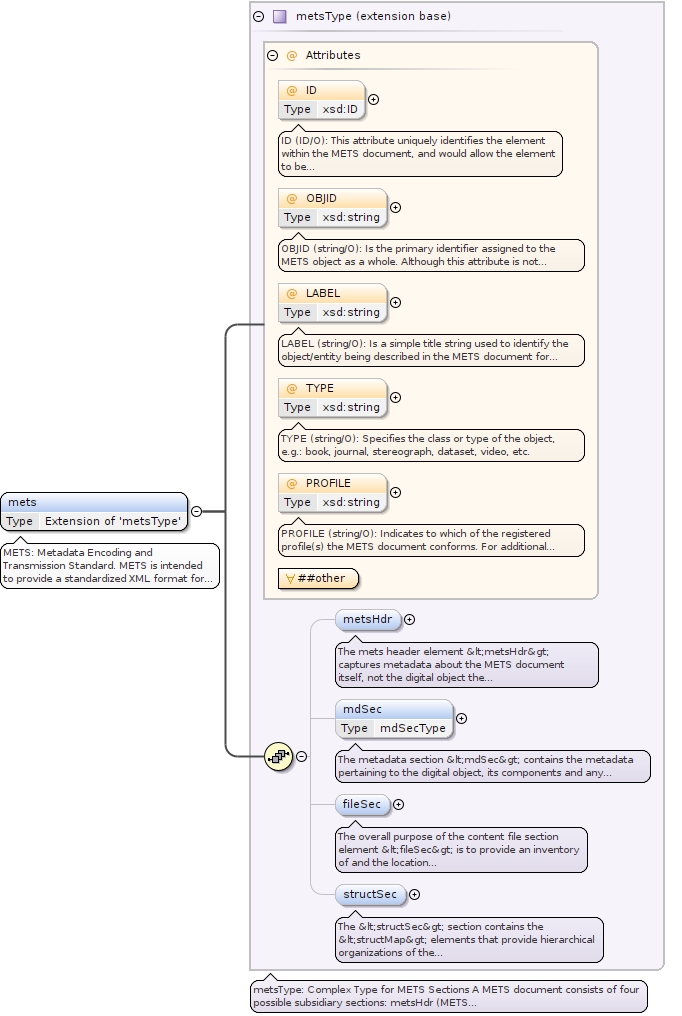 metsType (extension base)
@ Attributes
@ ID
Type xsd:ID
ID (ID/O): This attribute uniquely identifies the element
within the METS document, and would allow the element
to be...
@ OBJID
Type xsd:string
OBJID (string/O): Is the primary identifier assigned to the
METS object as a whole. Although this attribute is not...
@ LABEL
Type xsd:string
LABEL (string/O): Is a simple title string used to identify the
object/entity being described in the METS document for...
@ TYPE
Type xsd:string
TYPE (string/O): Specifies the class or type of the object,
e.g.: book, journal, stereograph, dataset, video, etc.
@ PROFILE
Type xsd:string
PROFILE (string/O): Indicates to which of the registered
profile(s) the METS document conforms. For additional...
∀ ##other
mets
Type Extension of 'metsType'
METS: Metadata Encoding and
Transmission Standard. METS is intended
to provide a standardized XML format for...
metsHdr
The mets header element &lt;metsHdr&gt;
captures metadata about the METS document
itself, not the digital object the...
mdSec
Type mdSecType
The metadata section &lt;mdSec&gt; contains the metadata
pertaining to the digital object, its components and any...
fileSec
The overall purpose of the content file section
element &lt;fileSec&gt; is to provide an inventory
of and the location...
structSec
The &lt;structSec&gt; section contains the
&lt;structMap&gt; elements that provide hierarchical
organizations of the...
metsType: Complex Type for METS Sections A METS document consists of four
possible subsidiary sections: metsHdr (METS...